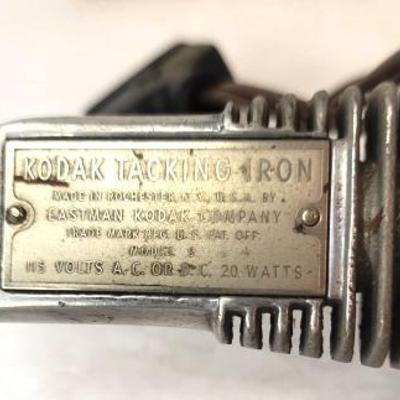 KODAK TACKING IRON
MADE IN ROCHESTER, N.Y., U.S.A. BY
EASTMAN KODAK COMPANY
TRADE MARK REG. U.S. PAT. OFF.
MODEL 2
115 VOLTS A.C. OR D.C. 20 WATTS